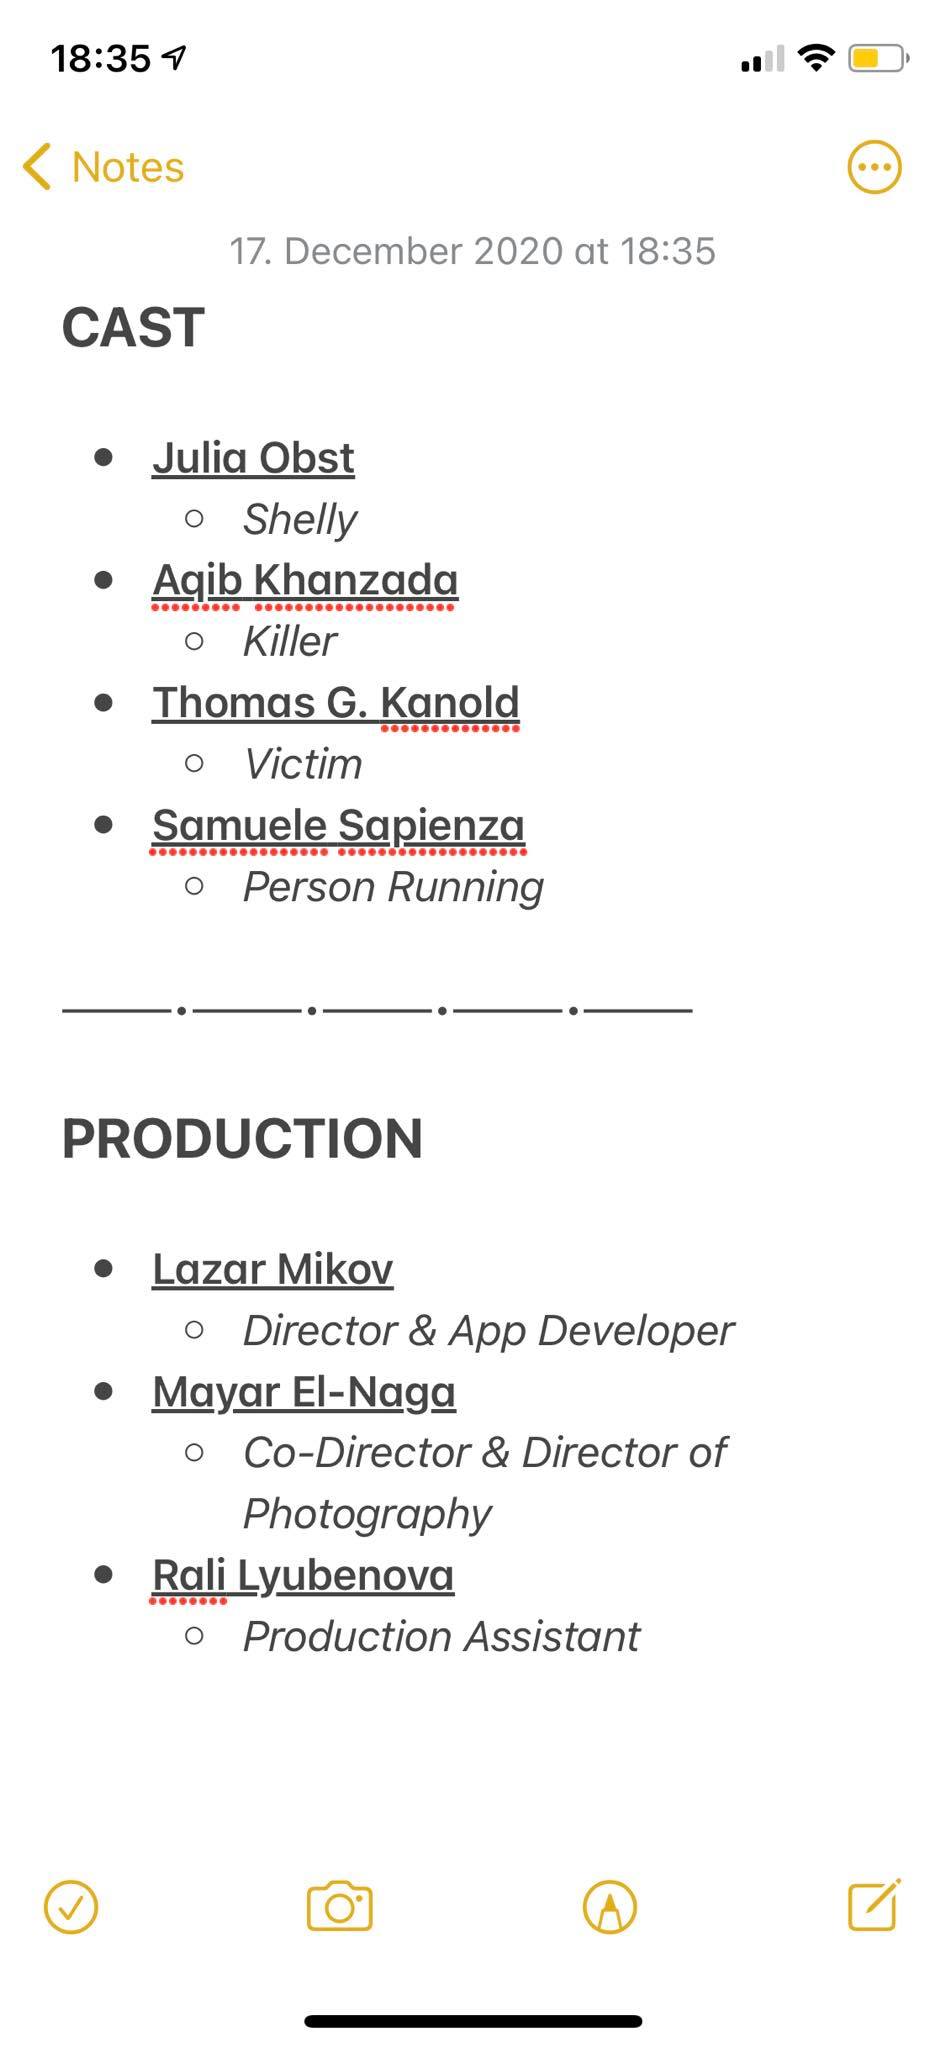 18:35
Notes
17. December 2020 at 18:35
CAST
Julia Obst
Shelly
Aqib Khanzada
Killer
Thomas G. Kanold
Victim
Samuele Sapienza
Person Running
PRODUCTION
Lazar Mikov
Director & App Developer
Mayar El-Naga
Co-Director & Director of
Photography
Rali Lyubenova
Production Assistant